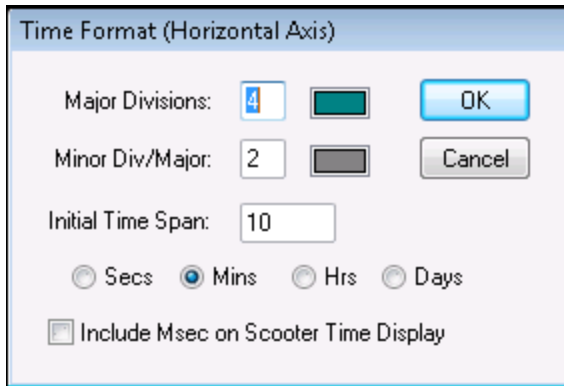 Time Format (Horizontal Axis)
Major Divisions: 4 OK
Minor Div/Major: 2 Cancel
Initial Time Span: 10
Secs Mins Hrs Days
Include Msec on Scooter Time Display